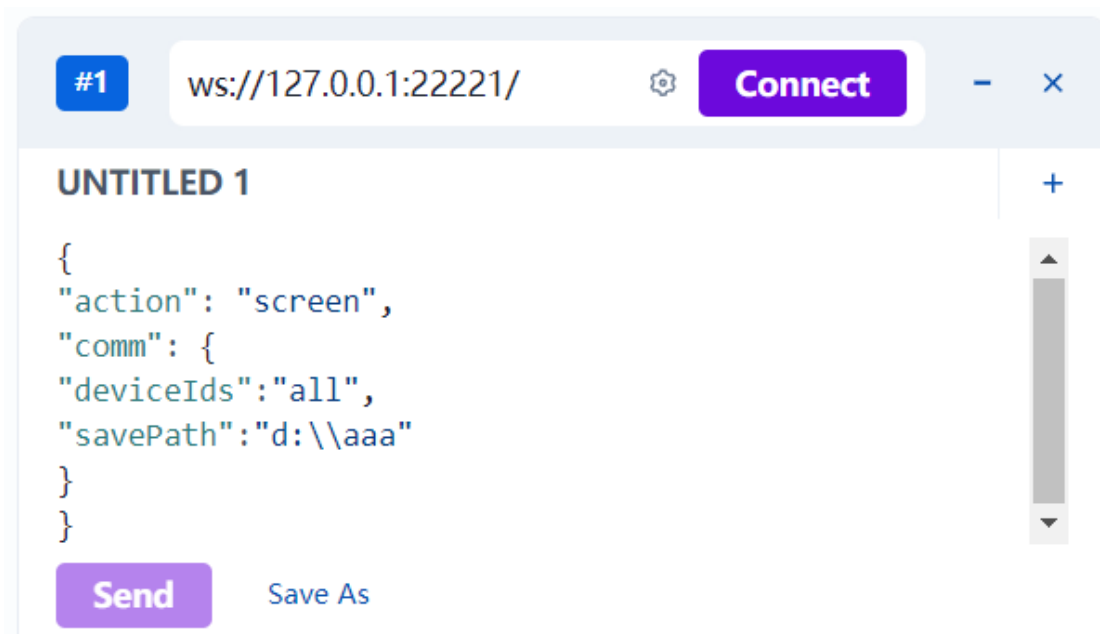 #1 ws://127.0.0.1:22221/ Connect
UNTITLED 1
{
"action": "screen",
"comm": {
"deviceIds":"all",
"savePath":"d:\\aaa"
}
}
Send Save As